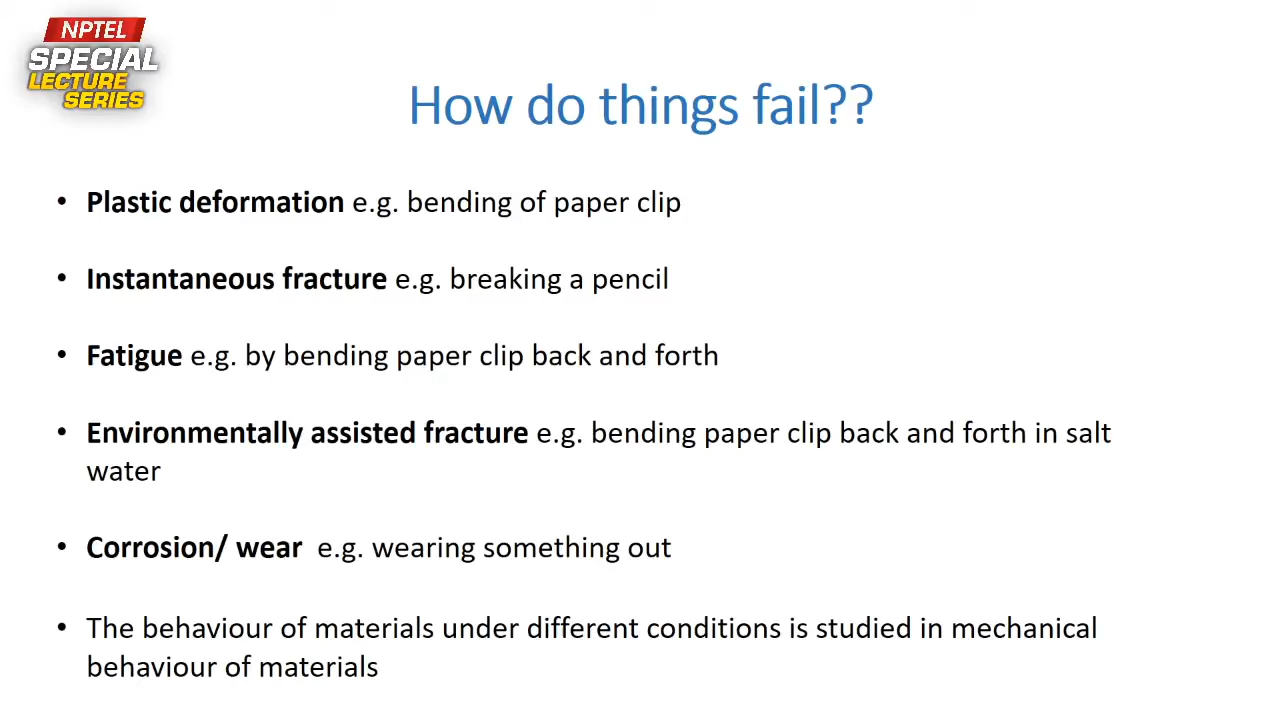 NPTEL
SPECIAL
LECTURE
SERIES
How do things fail??
• Plastic deformation e.g. bending of paper clip
• Instantaneous fracture e.g. breaking a pencil
• Fatigue e.g. by bending paper clip back and forth
• Environmentally assisted fracture e.g. bending paper clip back and forth in salt
water
• Corrosion/ wear e.g. wearing something out
• The behaviour of materials under different conditions is studied in mechanical
behaviour of materials